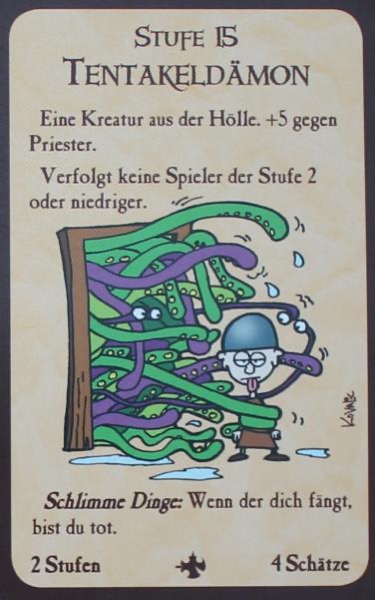 STUFE 15
TENTAKELDÄMON
Eine Kreatur aus der Hölle. +5 gegen
Priester.
Verfolgt keine Spieler der Stufe 2
oder niedriger.
KOVALIC
Schlimme Dinge: Wenn der dich fängt,
bist du tot.
2 Stufen
4 Schätze